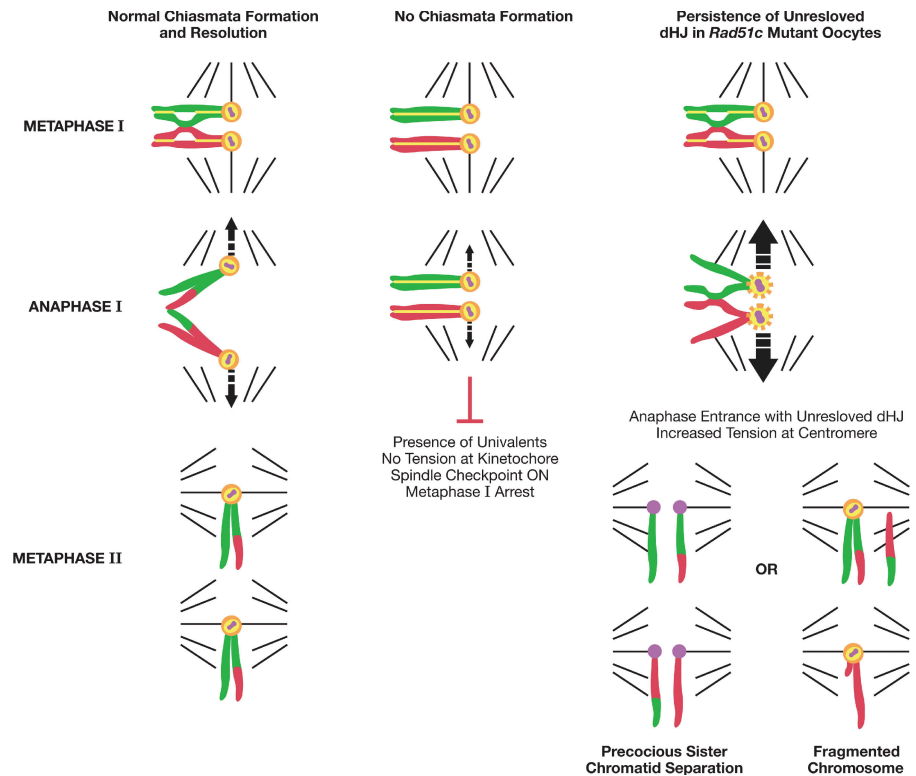 Normal Chiasmata Formation
and Resolution
No Chiasmata Formation
Persistence of Unresloved
dHJ in Rad51c Mutant Oocytes
METAPHASE I
ANAPHASE I
Presence of Univalents
No Tension at Kinetochore
Spindle Checkpoint ON
Metaphase I Arrest
Anaphase Entrance with Unresloved dHJ
Increased Tension at Centromere
METAPHASE II
OR
Precocious Sister
Chromatid Separation
Fragmented
Chromosome